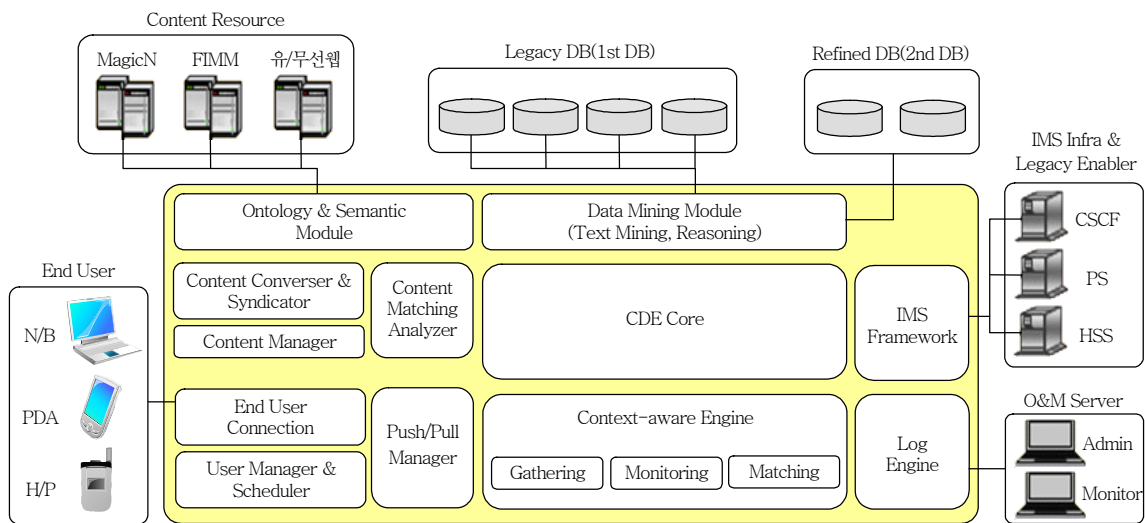 Content Resource
MagicN FIMM 유/무선웹
Legacy DB(1st DB)
Refined DB(2nd DB)
IMS Infra &
Legacy Enabler
CSCF
PS
HSS
Ontology & Semantic
Module
Data Mining Module
(Text Mining, Reasoning)
End User
N/B
PDA
H/P
Content Converser &
Syndicator
Content Manager
Content
Matching
Analyzer
CDE Core
IMS
Framework
End User
Connection
User Manager &
Scheduler
Push/Pull
Manager
Context-aware Engine
Gathering Monitoring Matching
Log
Engine
O&M Server
Admin
Monitor